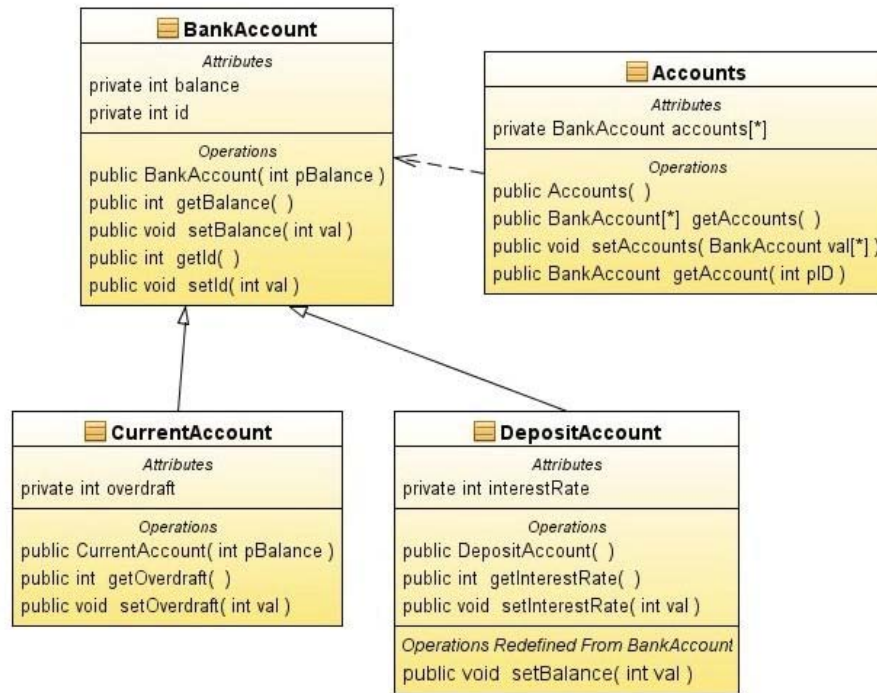 BankAccount
Attributes
private int balance
private int id
Operations
public BankAccount( int pBalance )
public int getBalance( )
public void setBalance( int val )
public int getId( )
public void setId( int val )
Accounts
Attributes
private BankAccount accounts[*]
Operations
public Accounts( )
public BankAccount[*] getAccounts( )
public void setAccounts( BankAccount val[*] )
public BankAccount getAccount( int pID )
CurrentAccount
Attributes
private int overdraft
Operations
public CurrentAccount( int pBalance )
public int getOverdraft( )
public void setOverdraft( int val )
DepositAccount
Attributes
private int interestRate
Operations
public DepositAccount( )
public int getInterestRate( )
public void setInterestRate( int val )
Operations Redefined From BankAccount
public void setBalance( int val )